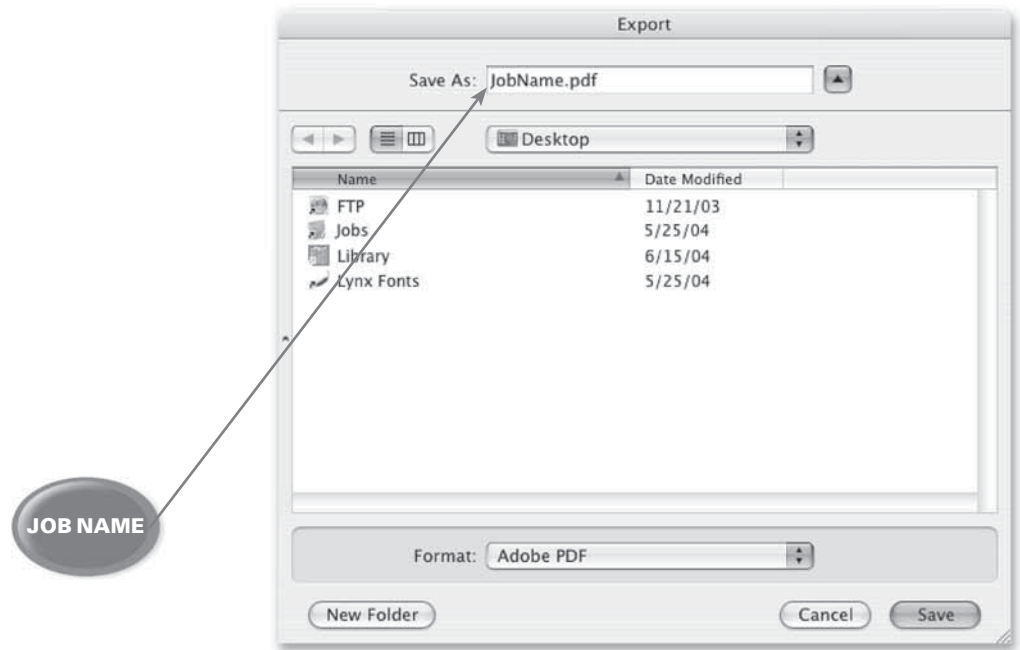 Export
Save As: JobName.pdf
Desktop
Name Date Modified
FTP 11/21/03
Jobs 5/25/04
Library 6/15/04
Lynx Fonts 5/25/04
JOB NAME
Format: Adobe PDF
New Folder Cancel Save